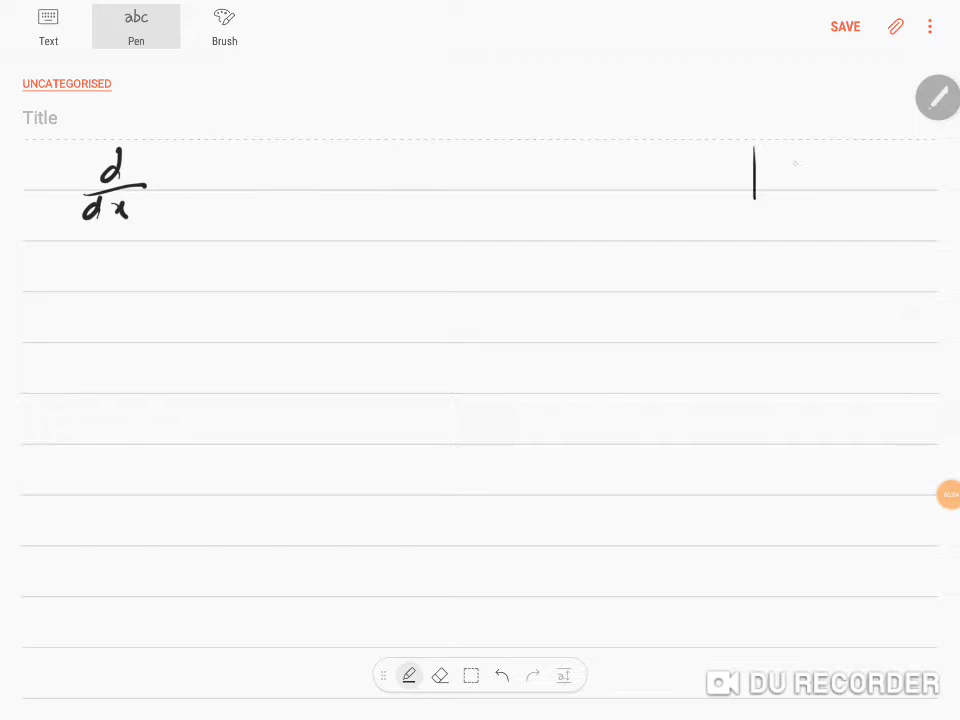 Text
abc
Pen
Brush
SAVE
UNCATEGORISED
Title
d
dx
|
DU RECORDER